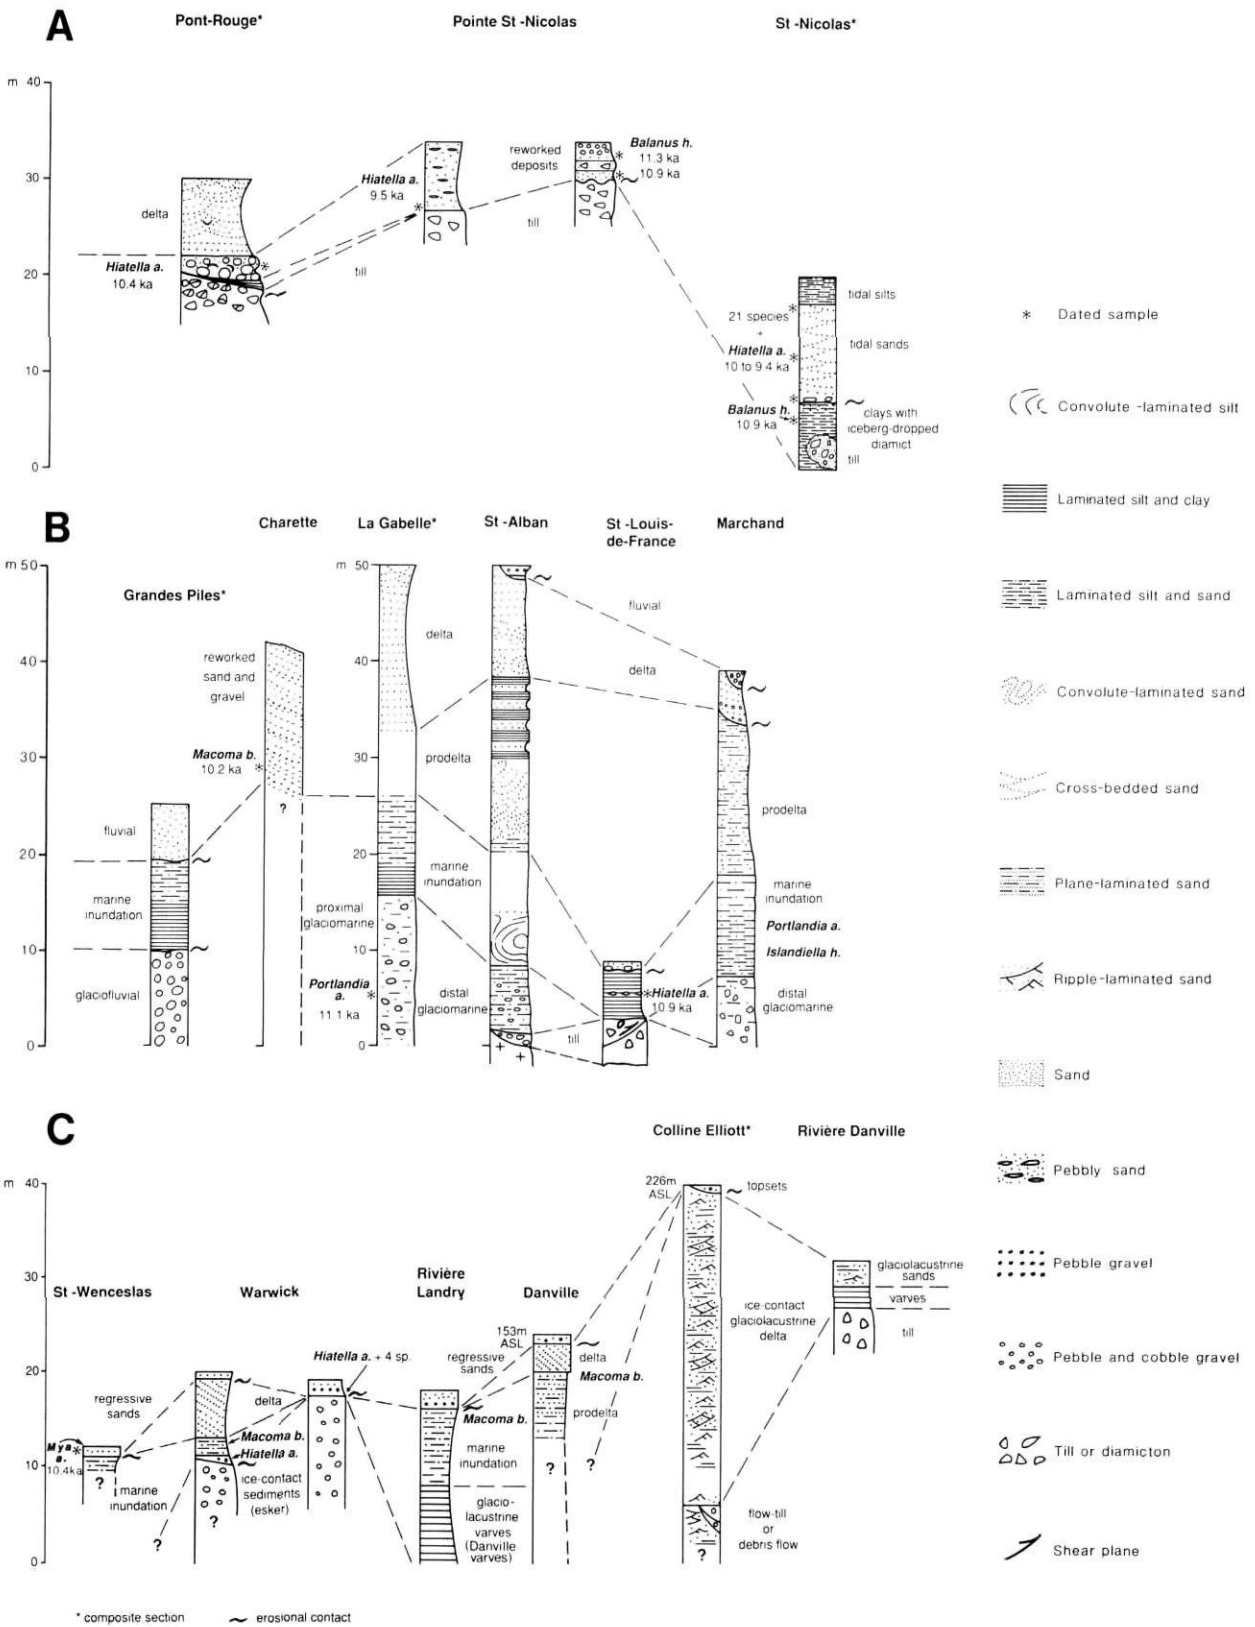 A
Pont-Rouge*
Pointe St -Nicolas
St -Nicolas*
m 40
30
20
10
0
delta
Hiatella a.
10.4 ka
till
Hiatella a.
9.5 ka
till
reworked
deposits
Balanus h.
11.3 ka
10.9 ka
21 species
+
Hiatella a.
10 to 9.4 ka
Balanus h.
10.9 ka
tidal silts
tidal sands
clays with
iceberg-dropped
diamict
till
* Dated sample
Convolute -laminated silt
Laminated silt and clay
Laminated silt and sand
Convolute-laminated sand
Cross-bedded sand
Plane-laminated sand
Ripple-laminated sand
Sand
Pebbly sand
Pebble gravel
Pebble and cobble gravel
Till or diamicton
Shear plane
B
Grandes Piles*
Charette
La Gabelle*
St -Alban
St -Louis-
de-France
Marchand
m 50
40
30
20
10
0
fluvial
marine
inundation
glaciofluvial
reworked
sand and
gravel
Macoma b.
10.2 ka
?
m 50
40
30
20
10
0
delta
prodelta
marine
inundation
proximal
glaciomarine
Portlandia
a.
11.1 ka
distal
glaciomarine
+
+
till
fluvial
delta
Hiatella a.
10.9 ka
prodelta
marine
inundation
Portlandia a.
Islandiella h.
distal
glaciomarine
C
St -Wenceslas
Warwick
Rivière
Landry
Danville
Colline Elliott*
Rivière Danville
m 40
30
20
10
0
regressive
sands
Mya
a.
10.4ka
?
marine
inundation
?
?
delta
Macoma b.
Hiatella a.
ice-contact
sediments
(esker)
Hiatella a. + 4 sp.
regressive
sands
Macoma b.
marine
inundation
glacio-
lacustrine
varves
(Danville
varves)
153m
ASL
delta
Macoma b.
prodelta
?
?
226m
ASL
topsets
ice-contact
glaciolacustrine
delta
flow-till
or
debris flow
?
glaciolacustrine
sands
varves
till
* composite section
~ erosional contact